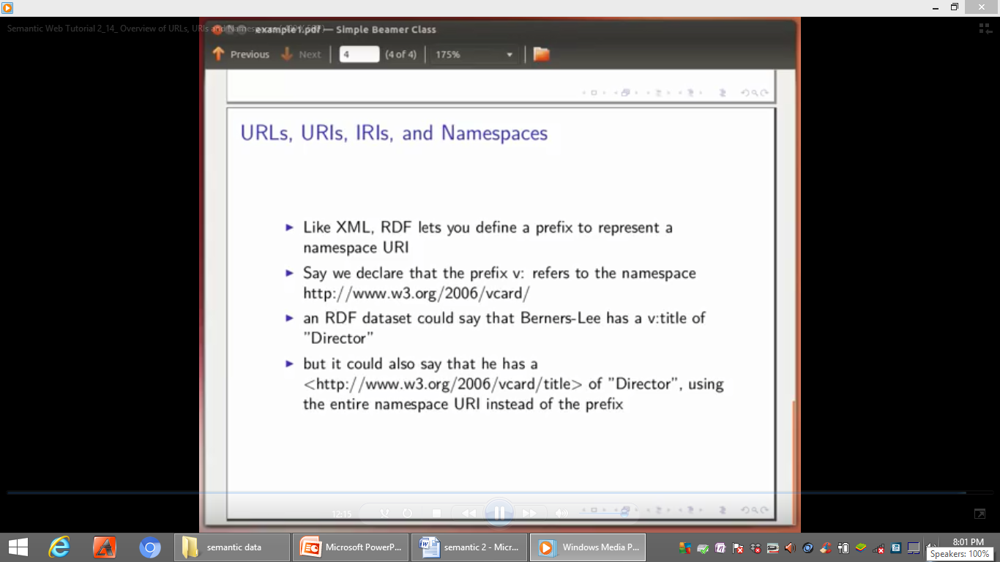 Semantic Web Tutorial 2_14_ Overview of URLs, URIs and Namespaces
example1.pdf — Simple Beamer Class
Previous Next 4 (4 of 4) 175%
URLs, URIs, IRIs, and Namespaces
Like XML, RDF lets you define a prefix to represent a
namespace URI
Say we declare that the prefix v: refers to the namespace
http://www.w3.org/2006/vcard/
an RDF dataset could say that Berners-Lee has a v:title of
"Director"
but it could also say that he has a
<http://www.w3.org/2006/vcard/title> of "Director", using
the entire namespace URI instead of the prefix
12:15
semantic data
Microsoft PowerP...
semantic 2 - Micr...
Windows Media P...
8:01 PM
Speakers: 100%